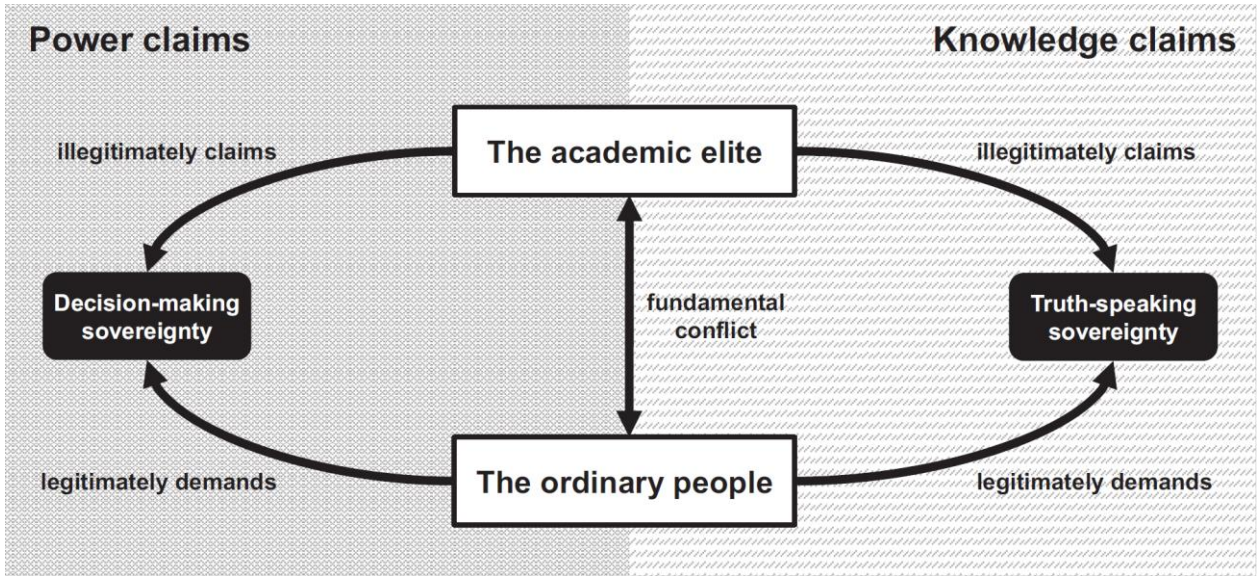 Power claims
Knowledge claims
illegitimately claims
The academic elite
illegitimately claims
Decision-making
sovereignty
fundamental
conflict
Truth-speaking
sovereignty
legitimately demands
The ordinary people
legitimately demands